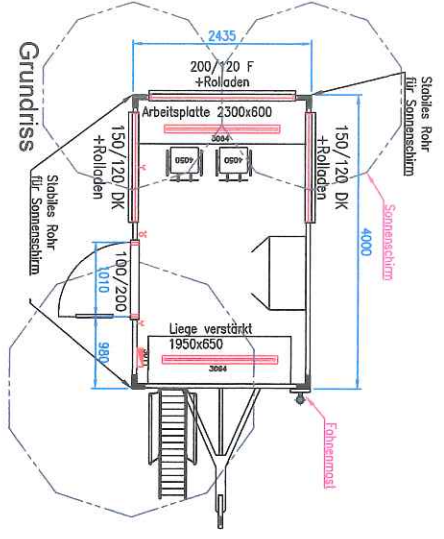 2435
200/120 F
+Rolladen
Stabiles Rohr
für Sonnenschirm
Grundriss
Arbeitsplatte 2300x600
3064
Sonnenschirm
150/120 DK
+Rolladen
4050
4050
150/120 DK
+Rolladen
4000
Stabiles Rohr
für Sonnenschirm
100/200
1010
980
Liege verstärkt
1950x650
3064
Fahnenmast